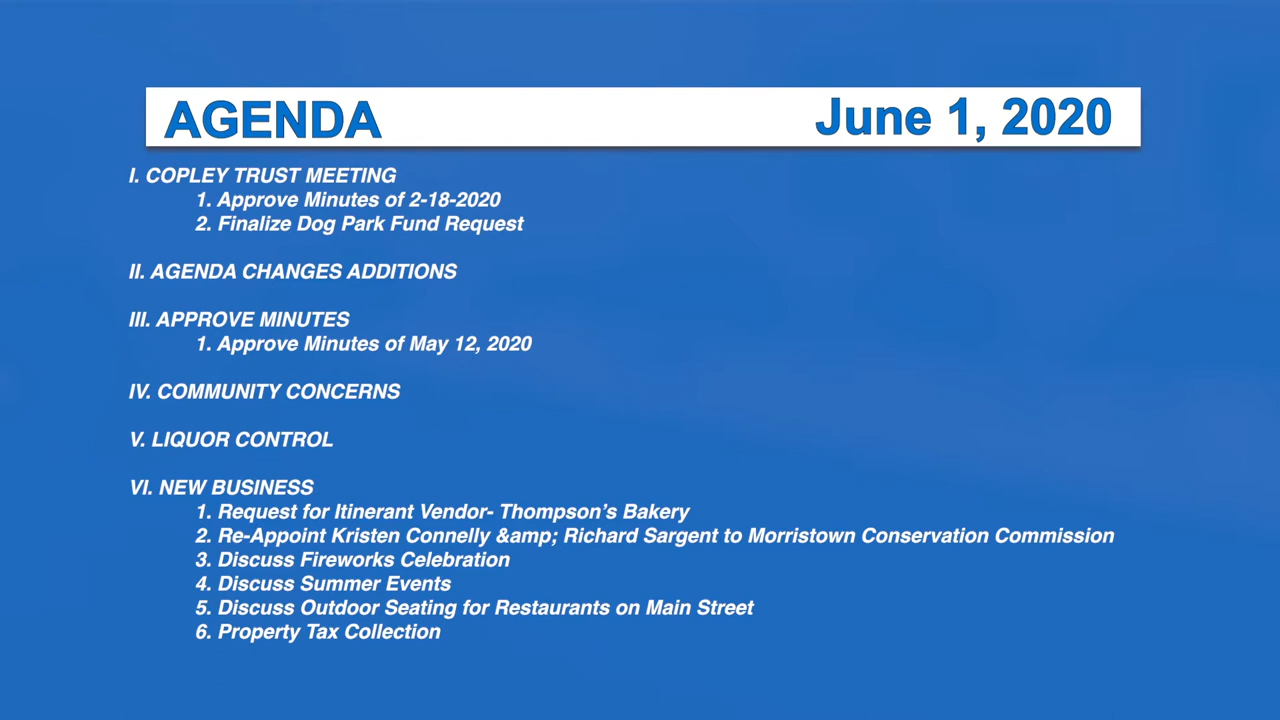 AGENDA June 1, 2020
I. COPLEY TRUST MEETING
1. Approve Minutes of 2-18-2020
2. Finalize Dog Park Fund Request
II. AGENDA CHANGES ADDITIONS
III. APPROVE MINUTES
1. Approve Minutes of May 12, 2020
IV. COMMUNITY CONCERNS
V. LIQUOR CONTROL
VI. NEW BUSINESS
1. Request for Itinerant Vendor- Thompson’s Bakery
2. Re-Appoint Kristen Connelly &amp; Richard Sargent to Morristown Conservation Commission
3. Discuss Fireworks Celebration
4. Discuss Summer Events
5. Discuss Outdoor Seating for Restaurants on Main Street
6. Property Tax Collection